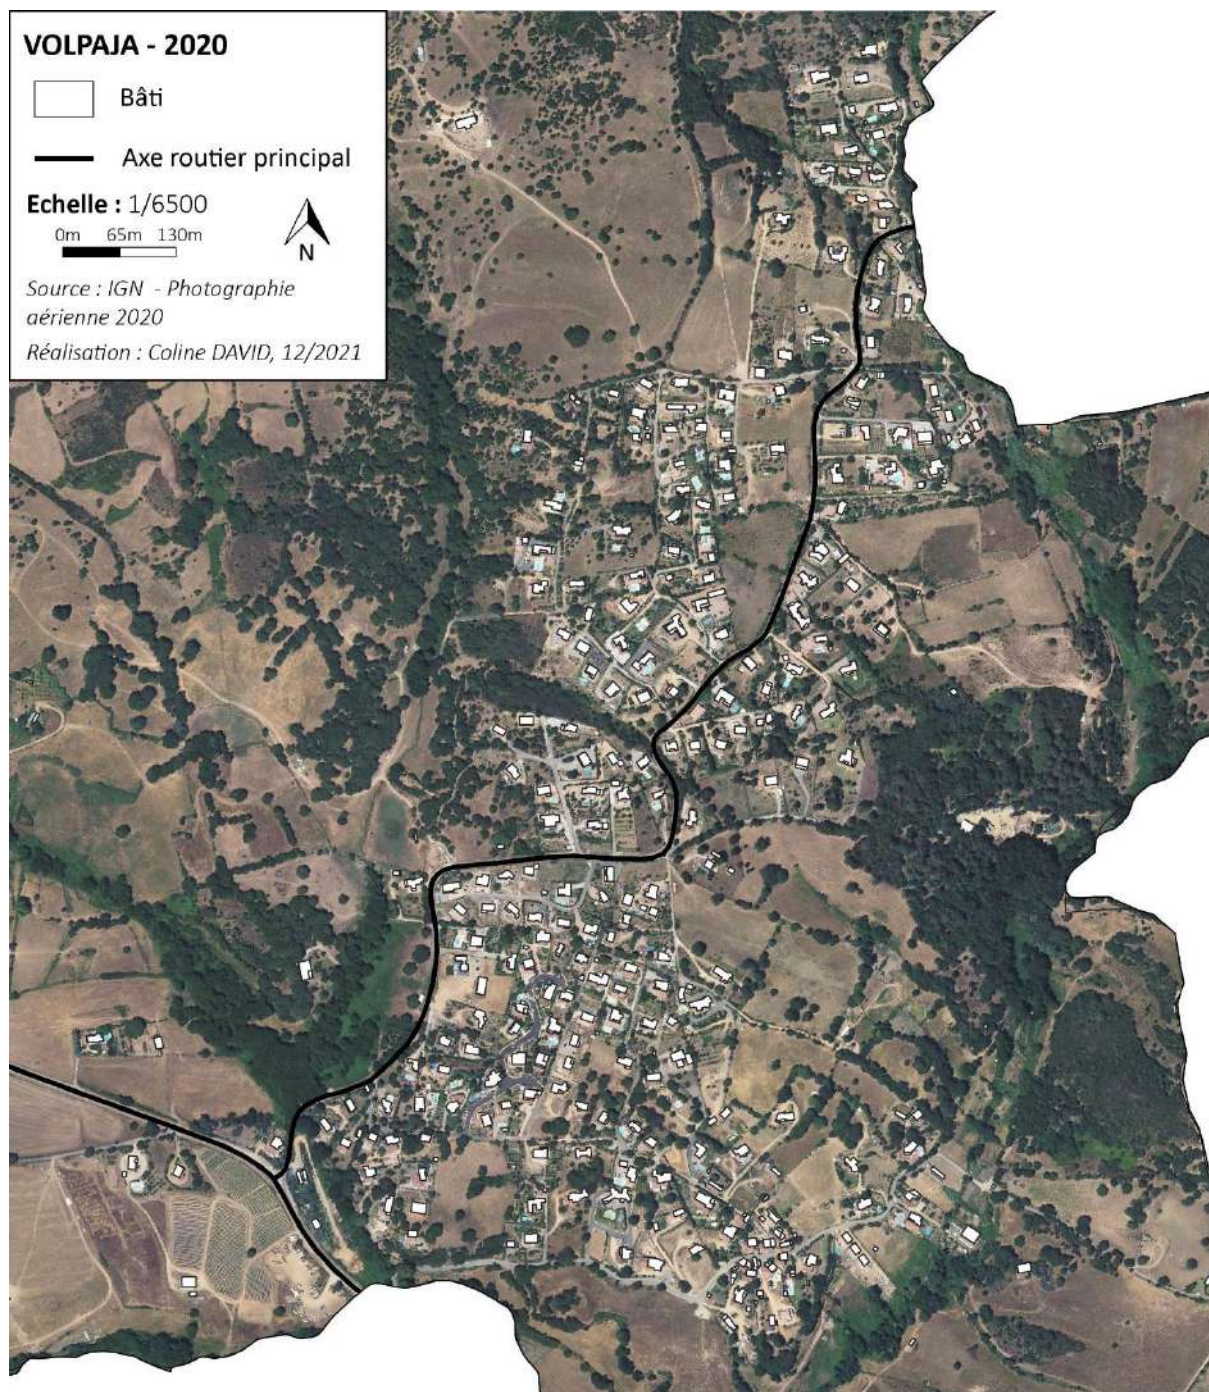 VOLPAJA - 2020
Bâti
Axe routier principal
Echelle : 1/6500
0m 65m 130m
N
Source : IGN - Photographie
aérienne 2020
Réalisation : Coline DAVID, 12/2021